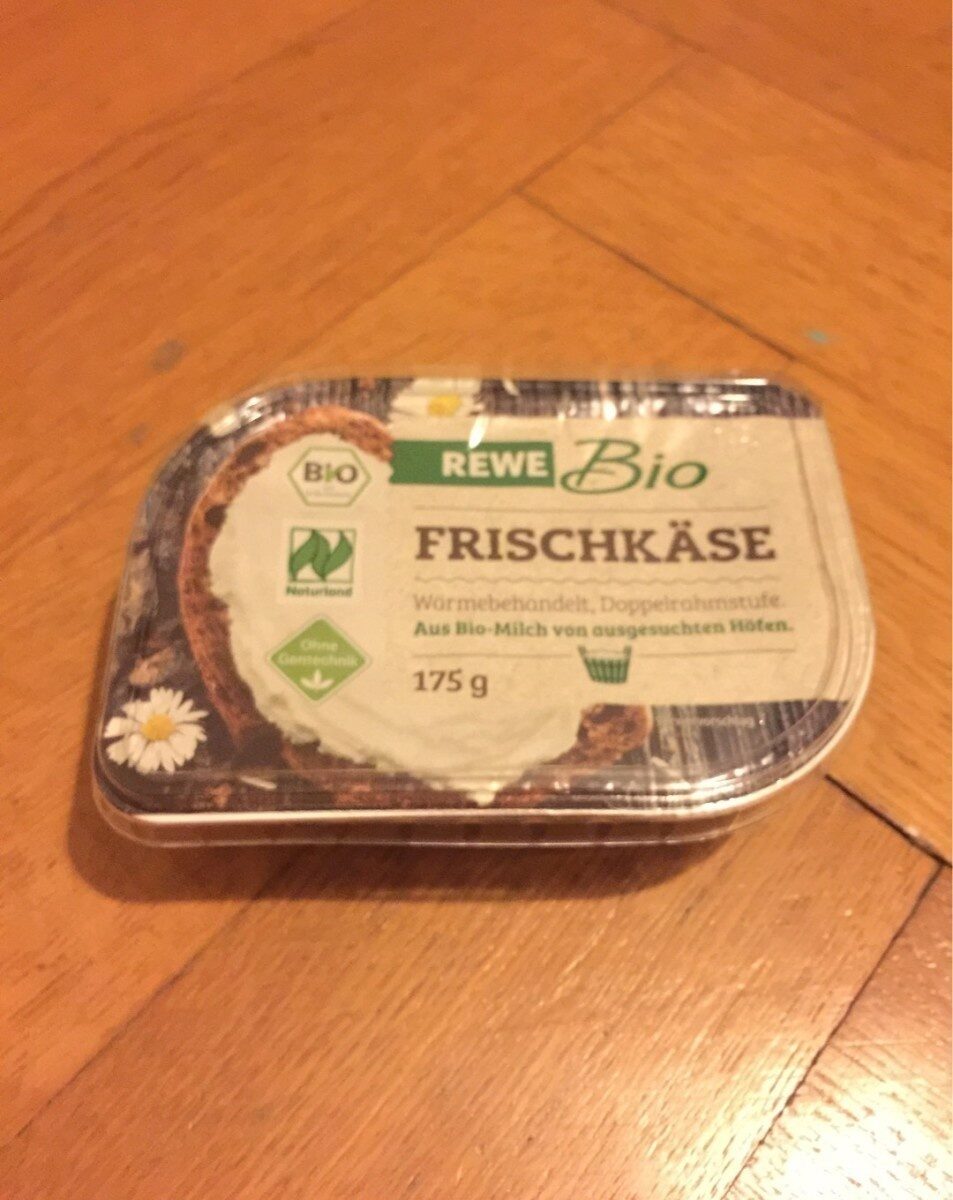 REWE Bio
BIO
FRISCHKÄSE
Naturland
Wärmebehandelt, Doppelrahmstufe.
Aus Bio-Milch von ausgesuchten Höfen.
Ohne
Gentechnik
175 g